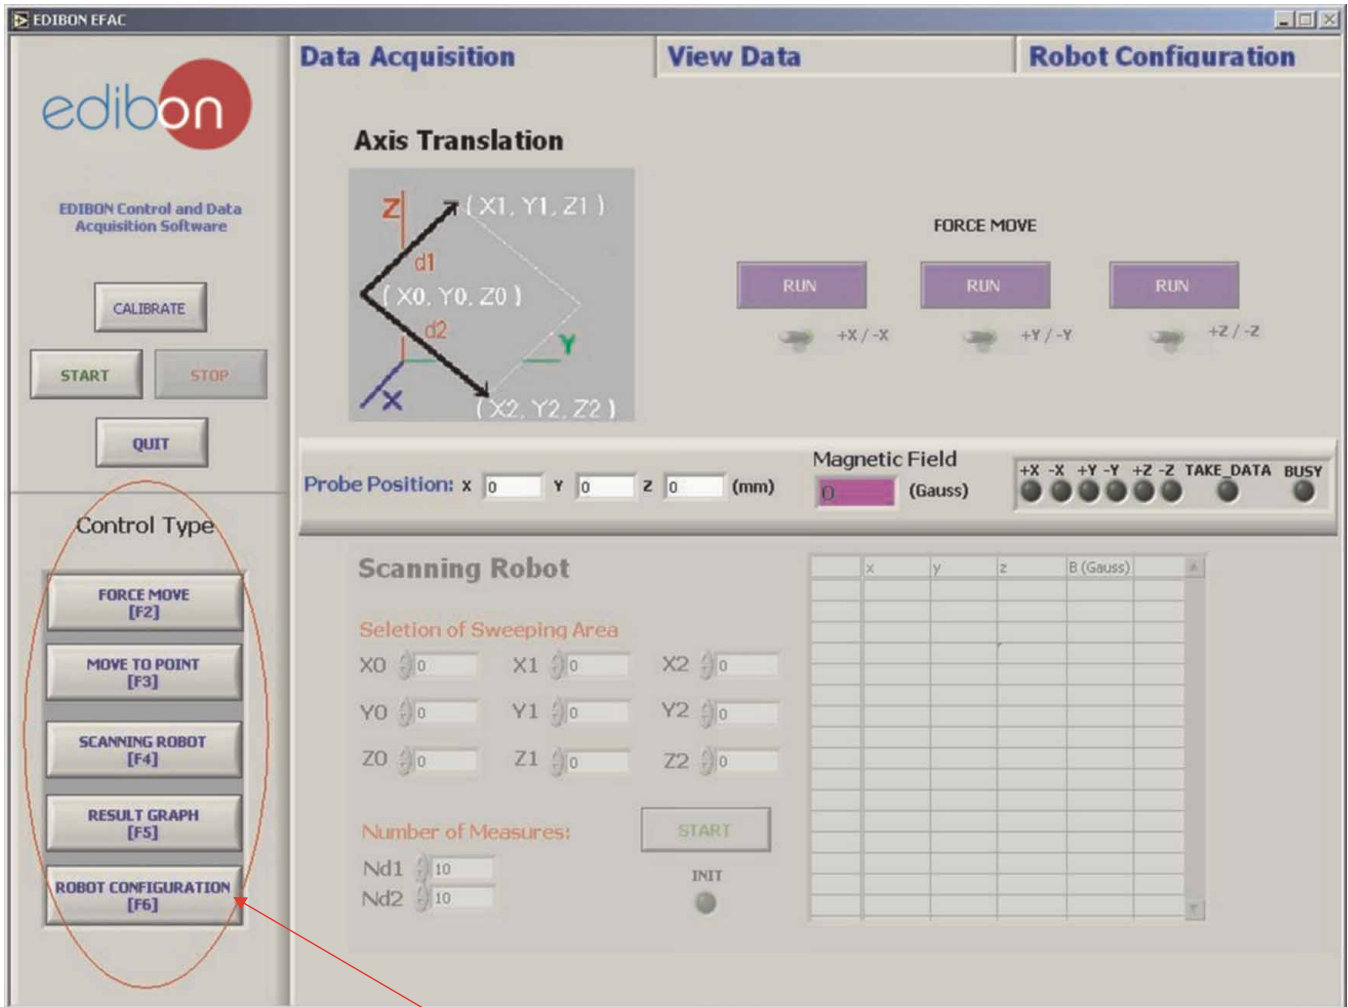 EDIBON EFAC
edibon
EDIBON Control and Data
Acquisition Software
CALIBRATE
START STOP
QUIT
Control Type
FORCE MOVE
[F2]
MOVE TO POINT
[F3]
SCANNING ROBOT
[F4]
RESULT GRAPH
[F5]
ROBOT CONFIGURATION
[F6]
Data Acquisition View Data Robot Configuration
Axis Translation
Z (X1, Y1, Z1)
d1
(X0, Y0, Z0)
d2
Y
X
(X2, Y2, Z2)
FORCE MOVE
RUN RUN RUN
+X / -X +Y / -Y +Z / -Z
Probe Position: X 0 Y 0 Z 0 (mm)
Magnetic Field
0 (Gauss)
+X -X +Y -Y +Z -Z TAKE_DATA BUSY
Scanning Robot
Seletion of Sweeping Area
X0 0 X1 0 X2 0
Y0 0 Y1 0 Y2 0
Z0 0 Z1 0 Z2 0
Number of Measures:
Nd1 10
Nd2 10
START
INIT
x y z B (Gauss)